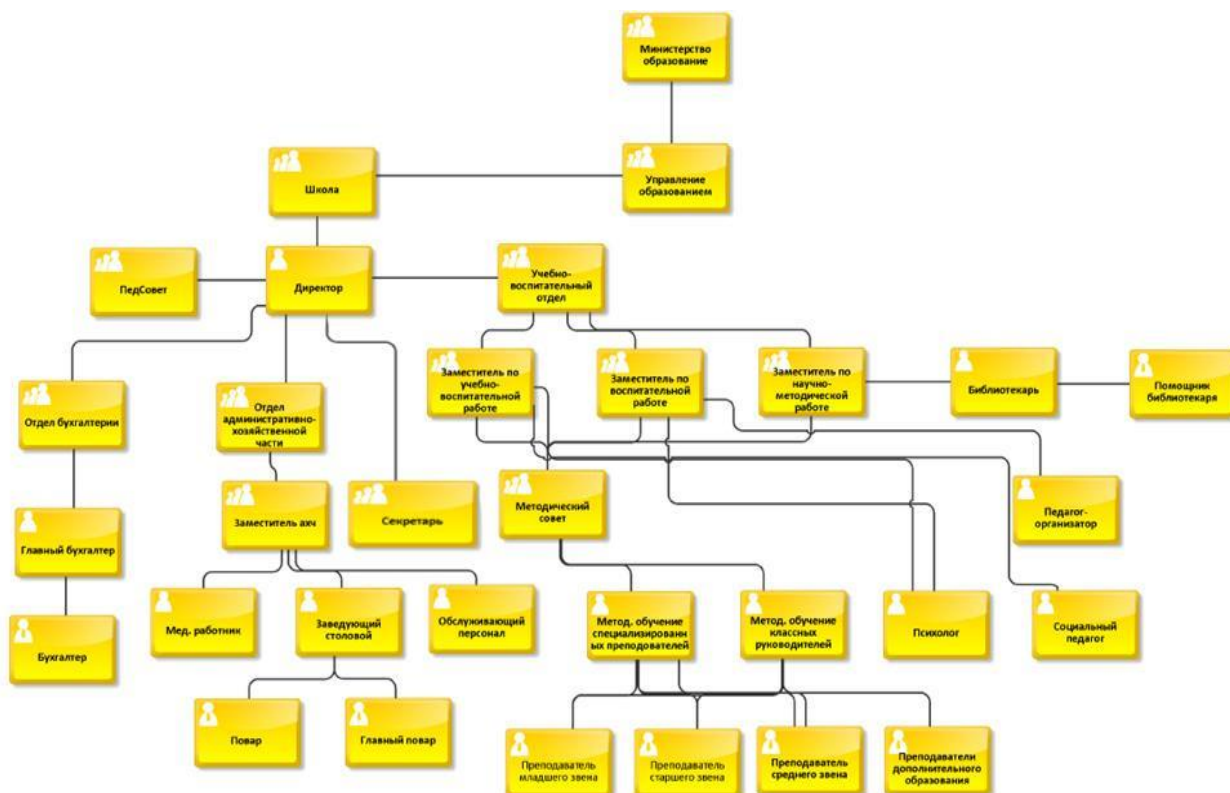 Министерство
образование
Управление
образованием
Школа
ПедСовет
Директор
Учебно-
воспитательный
отдел
Заместитель по
учебно-
воспитательной
работе
Заместитель по
воспитательной
работе
Заместитель по
научно-
методической
работе
Библиотекарь
Помощник
библиотекаря
Отдел бухгалтерии
Отдел
административно-
хозяйственной
части
Заместитель ахч
Секретарь
Методический
совет
Педагог-
организатор
Главный бухгалтер
Бухгалтер
Мед. работник
Заведующий
столовой
Обслуживающий
персонал
Метод. обучение
специализированн
ых преподователей
Метод. обучение
классных
руководителей
Психолог
Социальный
педагог
Повар
Главный повар
Преподаватель
младшего звена
Преподаватель
старшего звена
Преподаватель
среднего звена
Преподаватели
дополнительного
образования